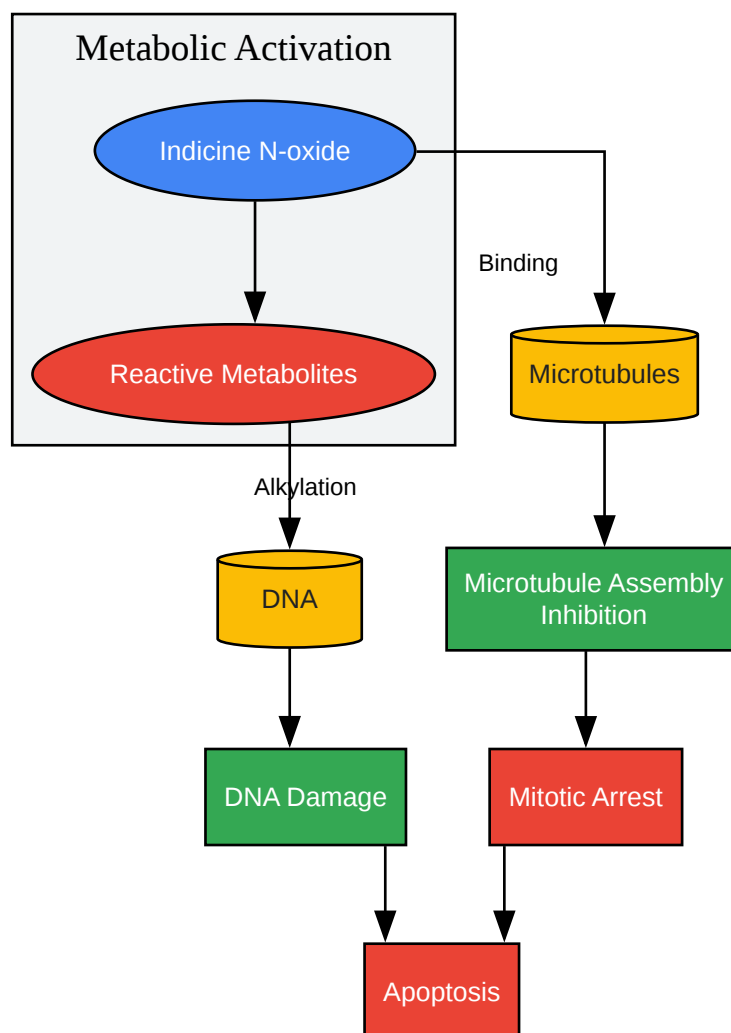 Metabolic Activation
Indicine N-oxide
Binding
Reactive Metabolites
Microtubules
Alkylation
DNA
Microtubule Assembly
Inhibition
DNA Damage
Mitotic Arrest
Apoptosis